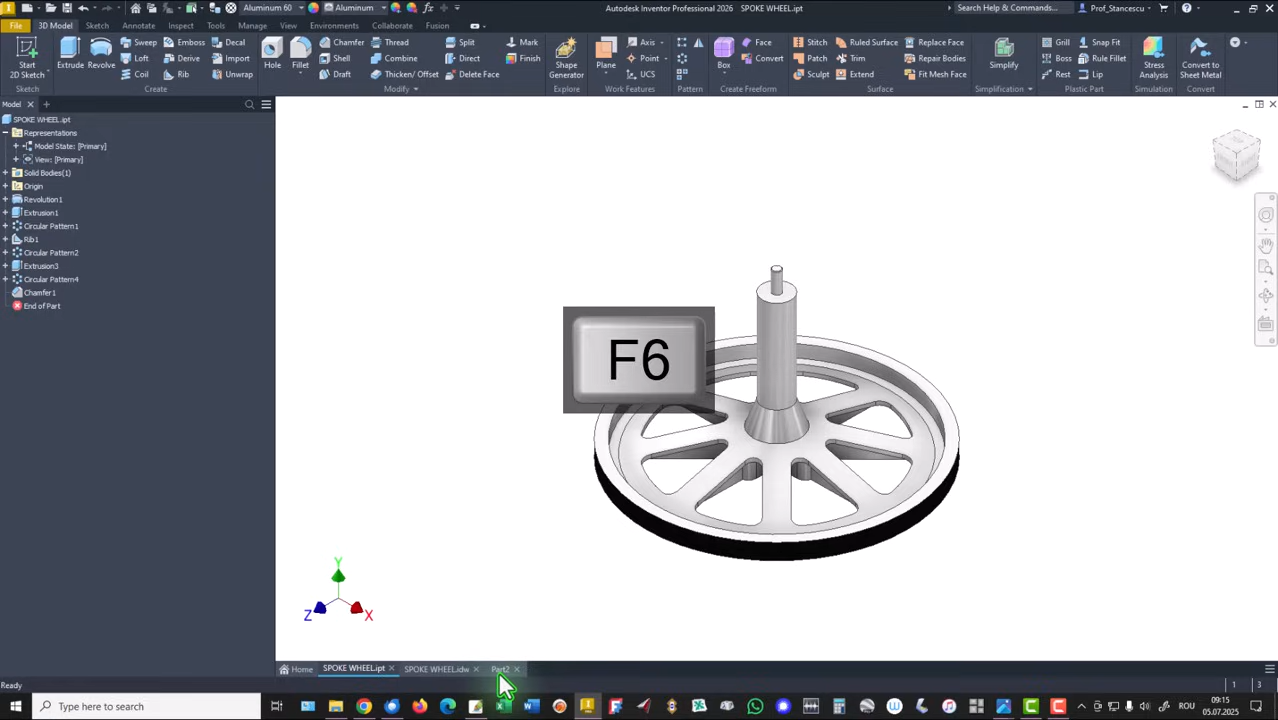 Aluminum 60
Aluminum
Autodesk Inventor Professional 2026 SPOKE WHEEL.ipt
Search Help & Commands...
Prof_Stancescu
File 3D Model Sketch Annotate Inspect Tools Manage View Environments Collaborate Fusion
Start
2D Sketch
Sketch
Extrude
Revolve
Sweep
Emboss
Decal
Loft
Derive
Import
Coil
Rib
Unwrap
Create
Hole
Fillet
Chamfer
Thread
Split
Mark
Shell
Combine
Direct
Finish
Draft
Thicken/ Offset
Delete Face
Modify
Shape
Generator
Explore
Plane
Axis
Point
UCS
Work Features
Pattern
Box
Face
Convert
Create Freeform
Stitch
Ruled Surface
Replace Face
Patch
Trim
Repair Bodies
Sculpt
Extend
Fit Mesh Face
Surface
Simplify
Simplification
Grill
Snap Fit
Boss
Rule Fillet
Rest
Lip
Plastic Part
Stress
Analysis
Simulation
Convert to
Sheet Metal
Convert
Model
SPOKE WHEEL.ipt
Representations
Model State: [Primary]
View: [Primary]
Solid Bodies(1)
Origin
Revolution1
Extrusion1
Circular Pattern1
Rib1
Circular Pattern2
Extrusion3
Circular Pattern4
Chamfer1
End of Part
F6
Y
Z
X
Home SPOKE WHEEL.ipt SPOKE WHEEL.idw Part2
Ready
1 3
Type here to search
RO
09:15
05.07.2025